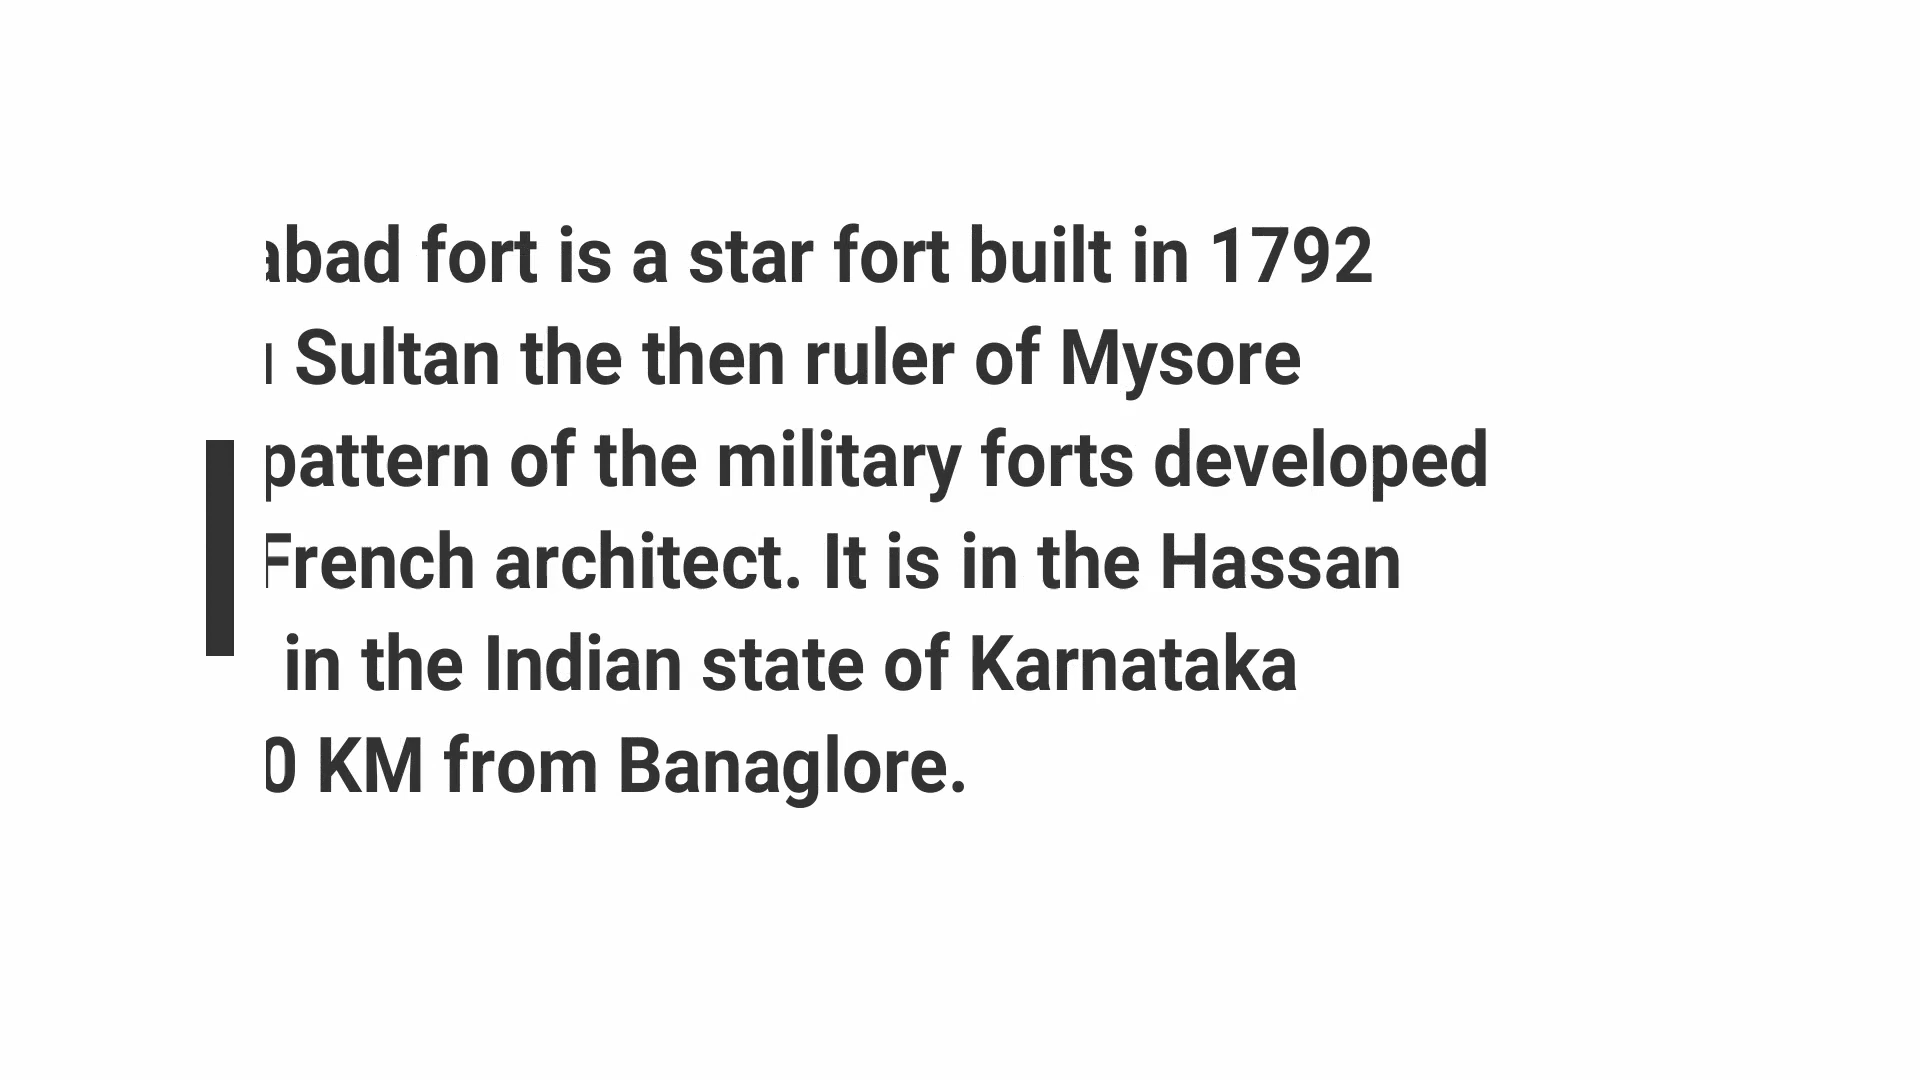 fort is a star fort built in 1792
Sultan the then ruler of Mysore
pattern of the military forts developed
French architect. It is in the Hassan
in the Indian state of Karnataka
KM from Banaglore.